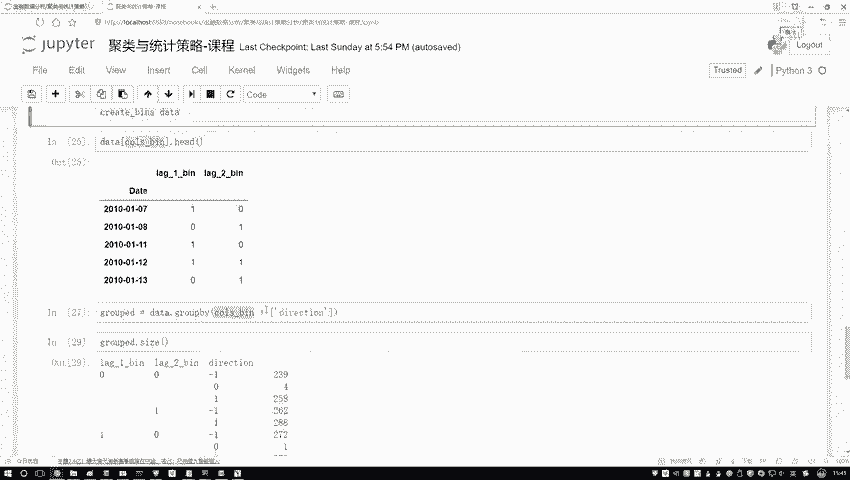 jupyter 聚类与统计策略-课程 Last Checkpoint: Last Sunday at 5:54 PM (autosaved)
Logout
File Edit View Insert Cell Kernel Widgets Help
Trusted Python 3
Code
create_bins data
In [25]: data[cols_bin].head()
lag_1_bin lag_2_bin
Date
2010-01-07 1 0
2010-01-08 0 1
2010-01-11 1 0
2010-01-12 1 1
2010-01-13 0 1
In [27]: grouped = data.groupby(cols_bin + ['direction'])
In [29] grouped.size()
Out[29]: lag_1_bin lag_2_bin direction
0 0 -1 239
0 4
1 259
1 -1 262
1 288
1 0 -1 272
0 1